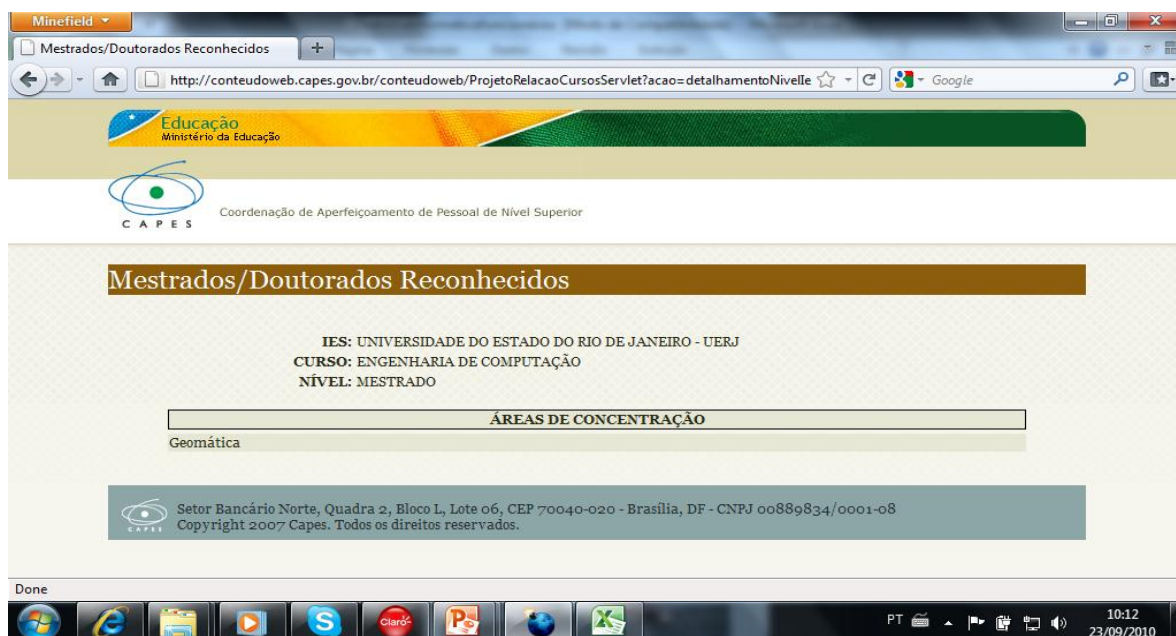 Minefield
Mestrados/Doutorados Reconhecidos
http://conteudoweb.capes.gov.br/conteudoweb/ProjetoRelacaoCursosServlet?acao=detalhamentoNivelIe
Google
Educação
Ministério da Educação
CAPES
Coordenação de Aperfeiçoamento de Pessoal de Nível Superior
Mestrados/Doutorados Reconhecidos
IES: UNIVERSIDADE DO ESTADO DO RIO DE JANEIRO - UERJ
CURSO: ENGENHARIA DE COMPUTAÇÃO
NÍVEL: MESTRADO
ÁREAS DE CONCENTRAÇÃO
Geomática
CAPES
Setor Bancário Norte, Quadra 2, Bloco L, Lote 06, CEP 70040-020 - Brasília, DF - CNPJ 00889834/0001-08
Copyright 2007 Capes. Todos os direitos reservados.
Done
Claro
PT
10:12
23/09/2010